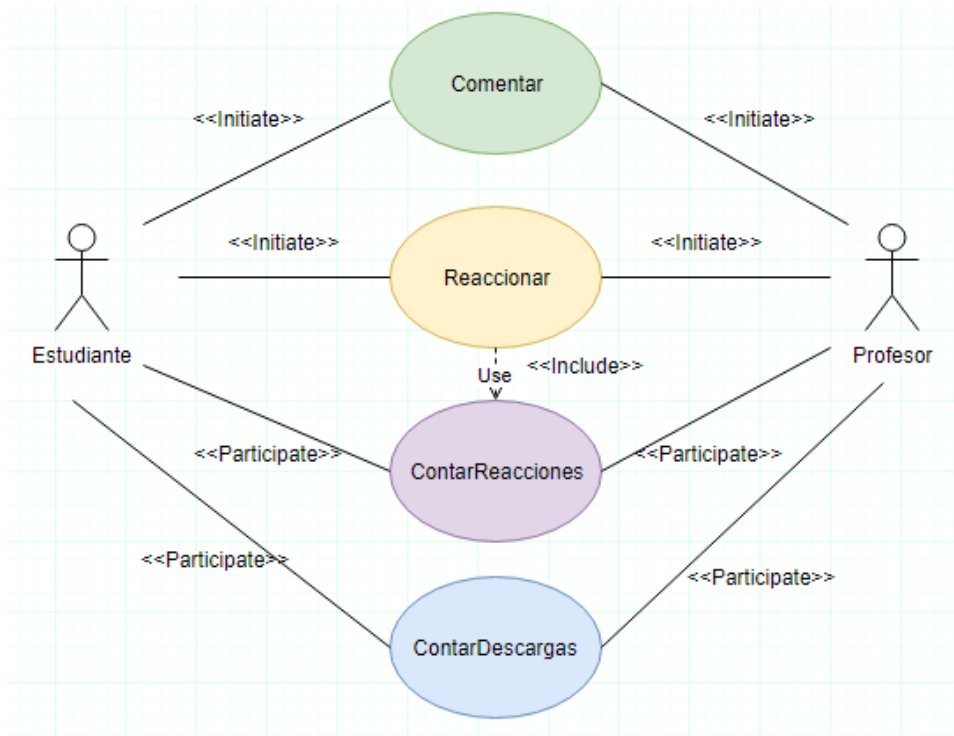 Comentar
<<Initiate>>
<<Initiate>>
<<Initiate>>
<<Initiate>>
Reaccionar
Estudiante
Profesor
Use
<<Include>>
<<Participate>>
ContarReacciones
<<Participate>>
<<Participate>>
<<Participate>>
ContarDescargas